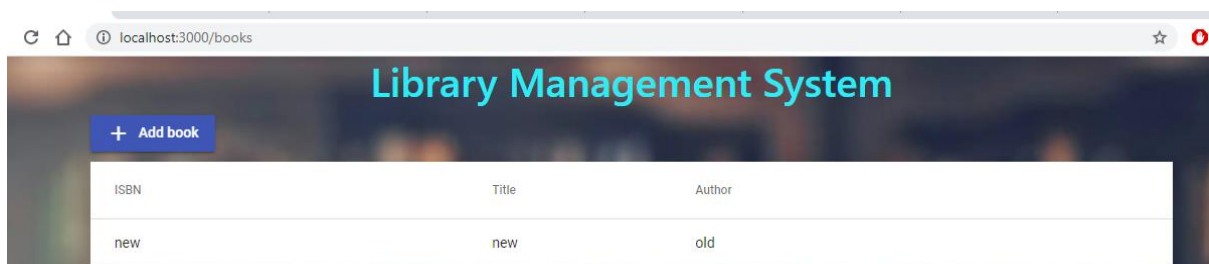 localhost:3000/books
Library Management System
+ Add book
ISBN Title Author
new new old